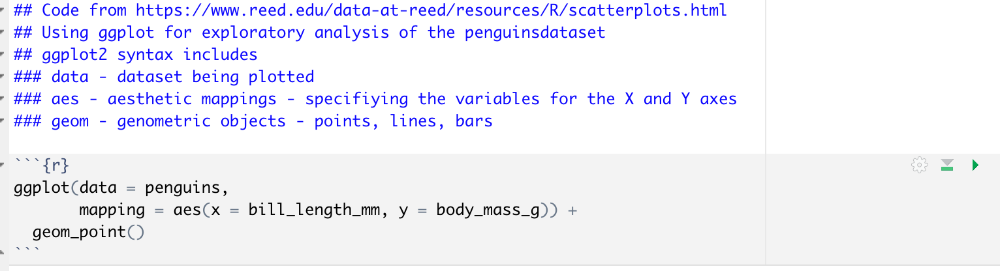 ## Code from https://www.reed.edu/data-at-reed/resources/R/scatterplots.html
## Using ggplot for exploratory analysis of the penguinsdataset
## ggplot2 syntax includes
### data - dataset being plotted
### aes - aesthetic mappings - specifiying the variables for the X and Y axes
### geom - genometric objects - points, lines, bars
```{r}
ggplot(data = penguins,
       mapping = aes(x = bill_length_mm, y = body_mass_g)) +
  geom_point()
```